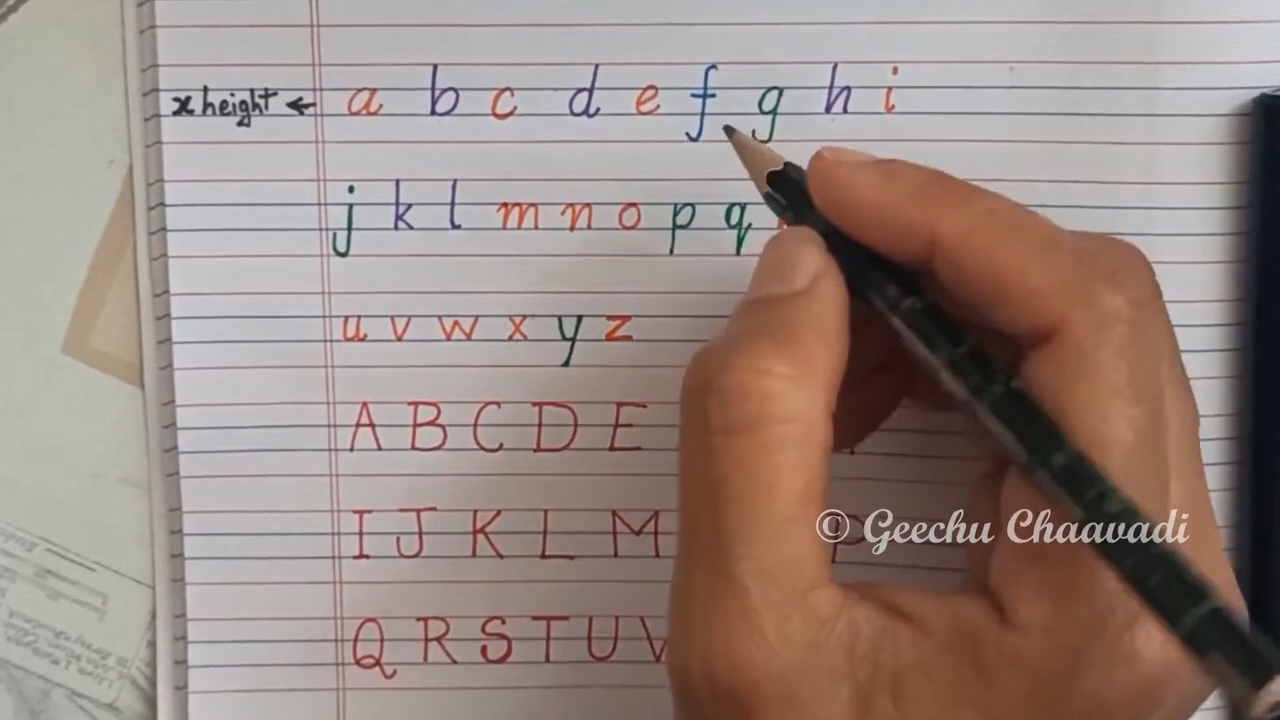 x height ← a b c d e f g h i
j k l m n o p q
u v w x y z
A B C D E
I J K L M P
© Geechu Chaavadi
Q R S T U V